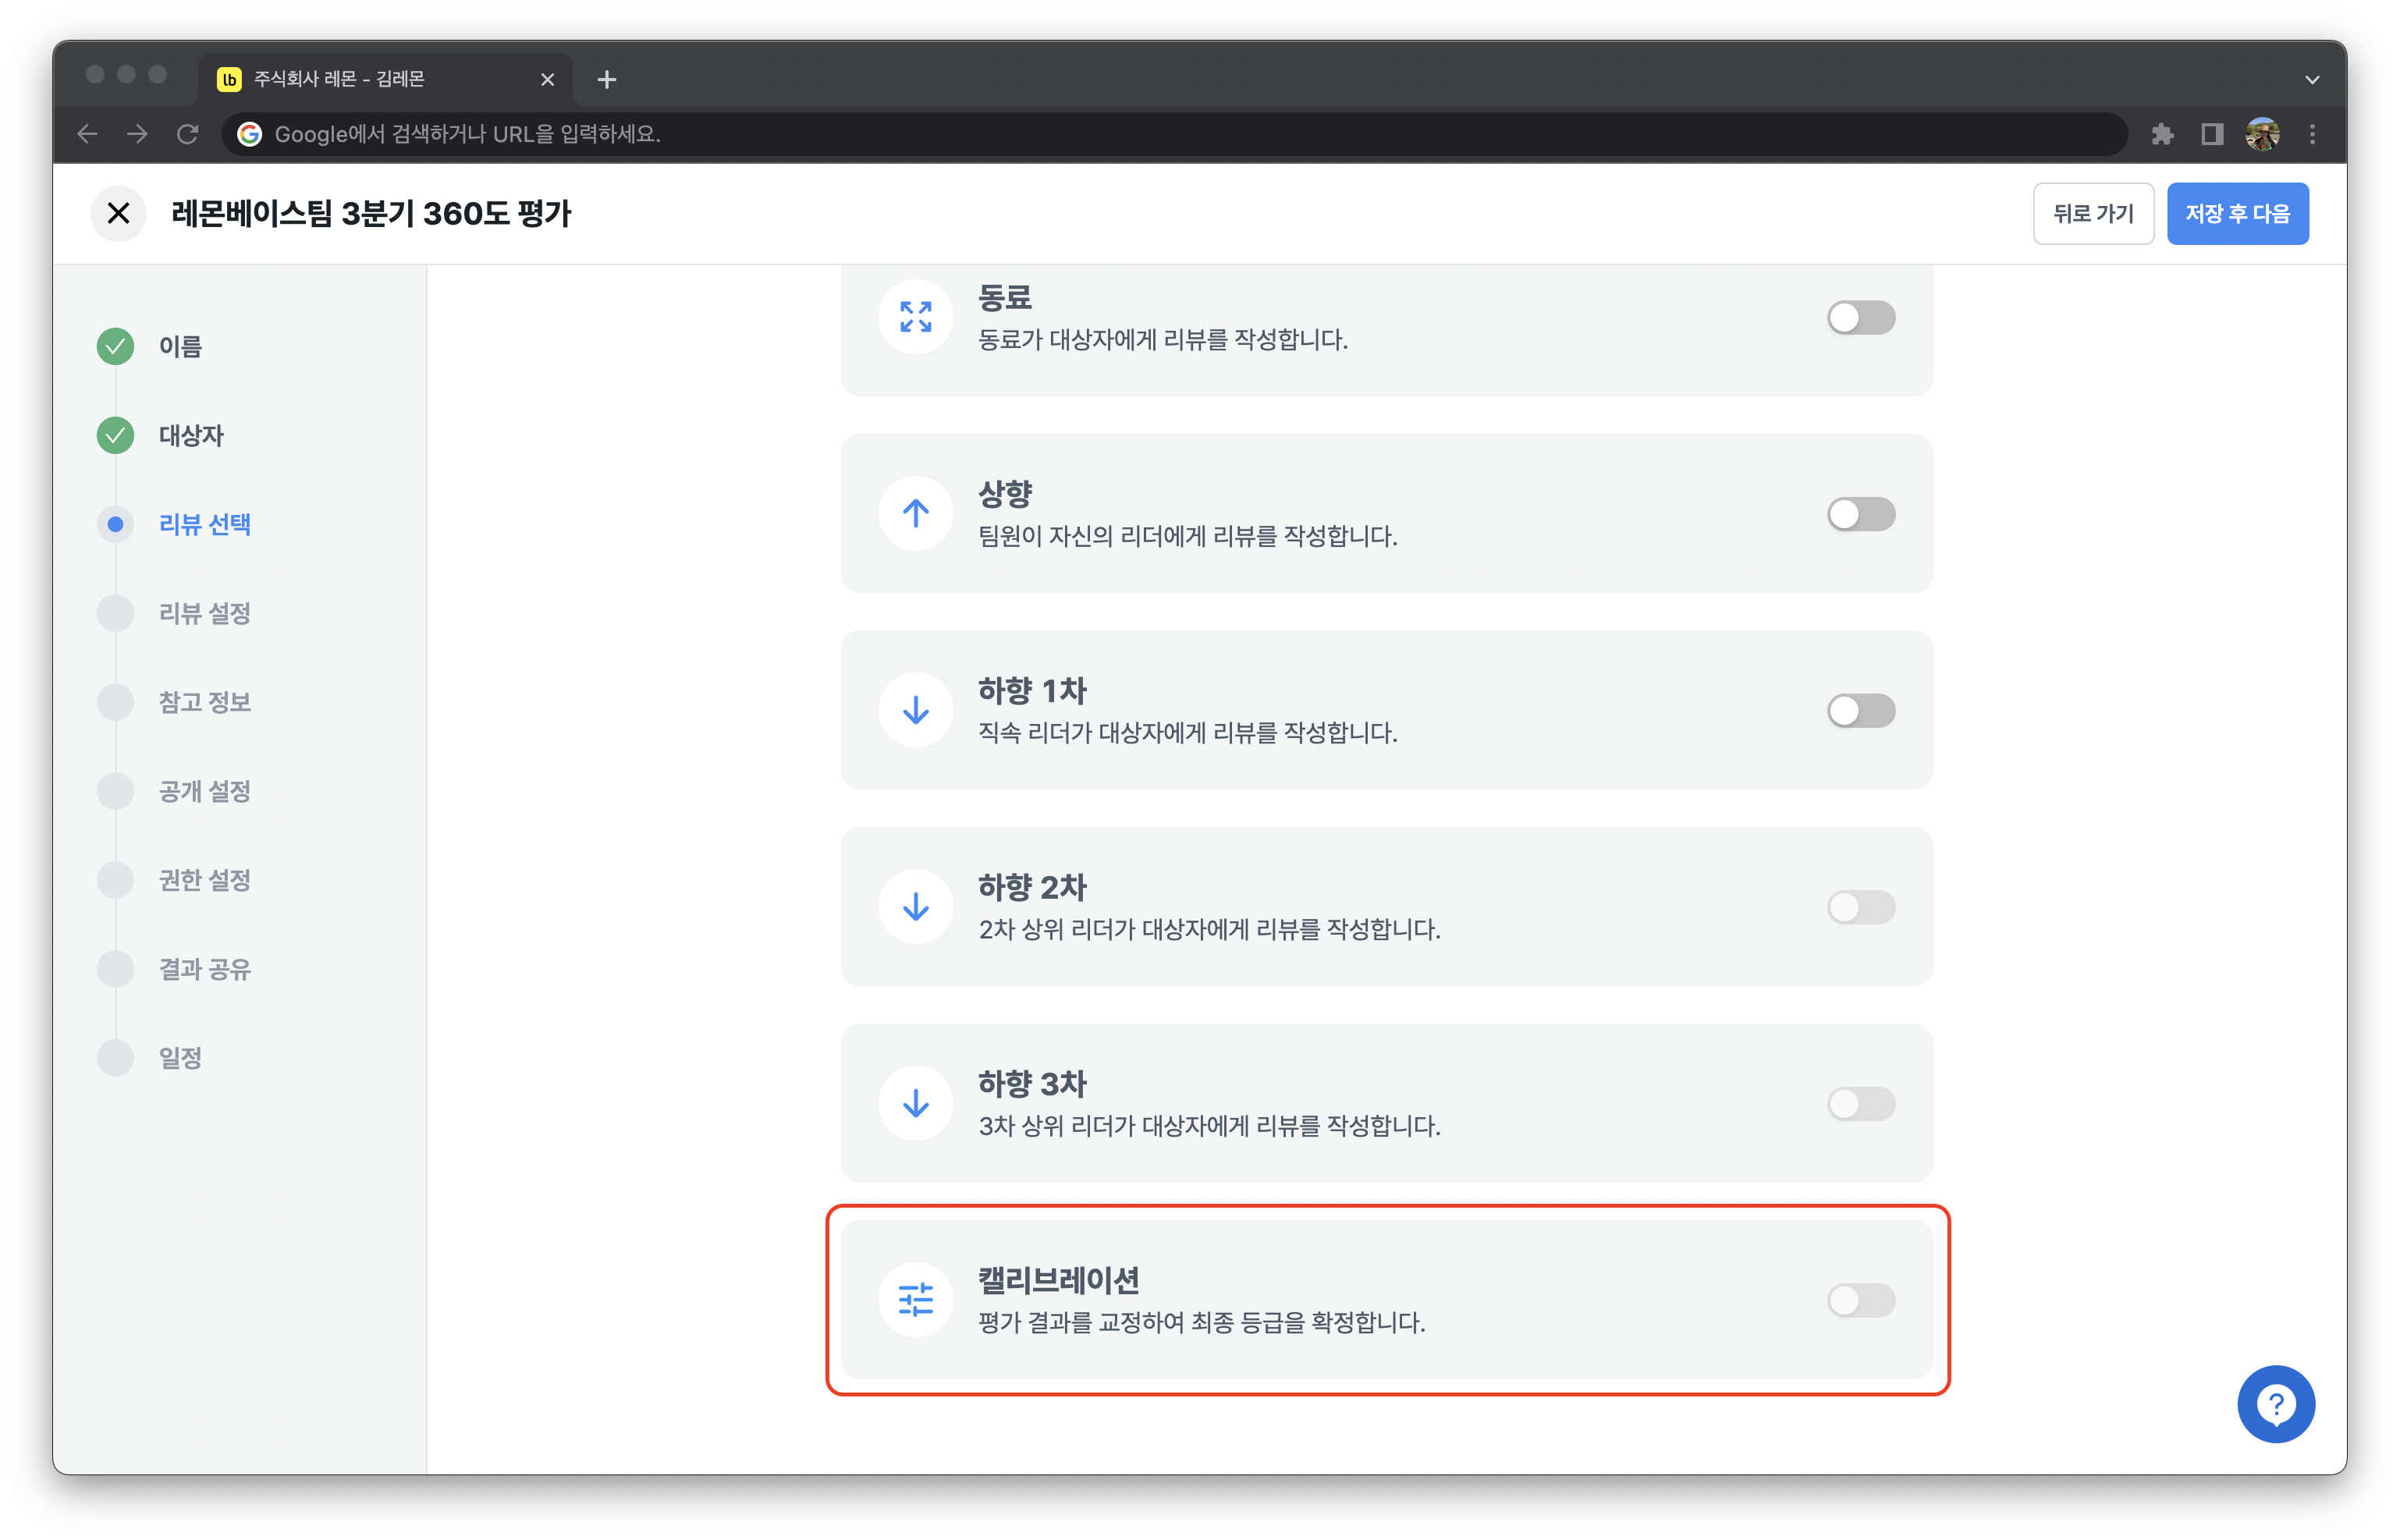 lb 주식회사 레몬 - 김레몬
Google에서 검색하거나 URL을 입력하세요.
레몬베이스팀 3분기 360도 평가
뒤로 가기
저장 후 다음
이름
대상자
리뷰 선택
리뷰 설정
참고 정보
공개 설정
권한 설정
결과 공유
일정
동료
동료가 대상자에게 리뷰를 작성합니다.
상향
팀원이 자신의 리더에게 리뷰를 작성합니다.
하향 1차
직속 리더가 대상자에게 리뷰를 작성합니다.
하향 2차
2차 상위 리더가 대상자에게 리뷰를 작성합니다.
하향 3차
3차 상위 리더가 대상자에게 리뷰를 작성합니다.
캘리브레이션
평가 결과를 교정하여 최종 등급을 확정합니다.
?